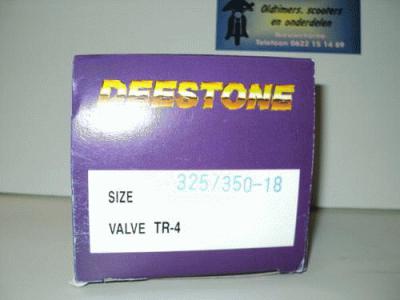 Oldtimers, scooters
en onderdelen
Telefoon 0622 15 14 69
DEESTONE
SIZE 325/350-18
VALVE TR-4